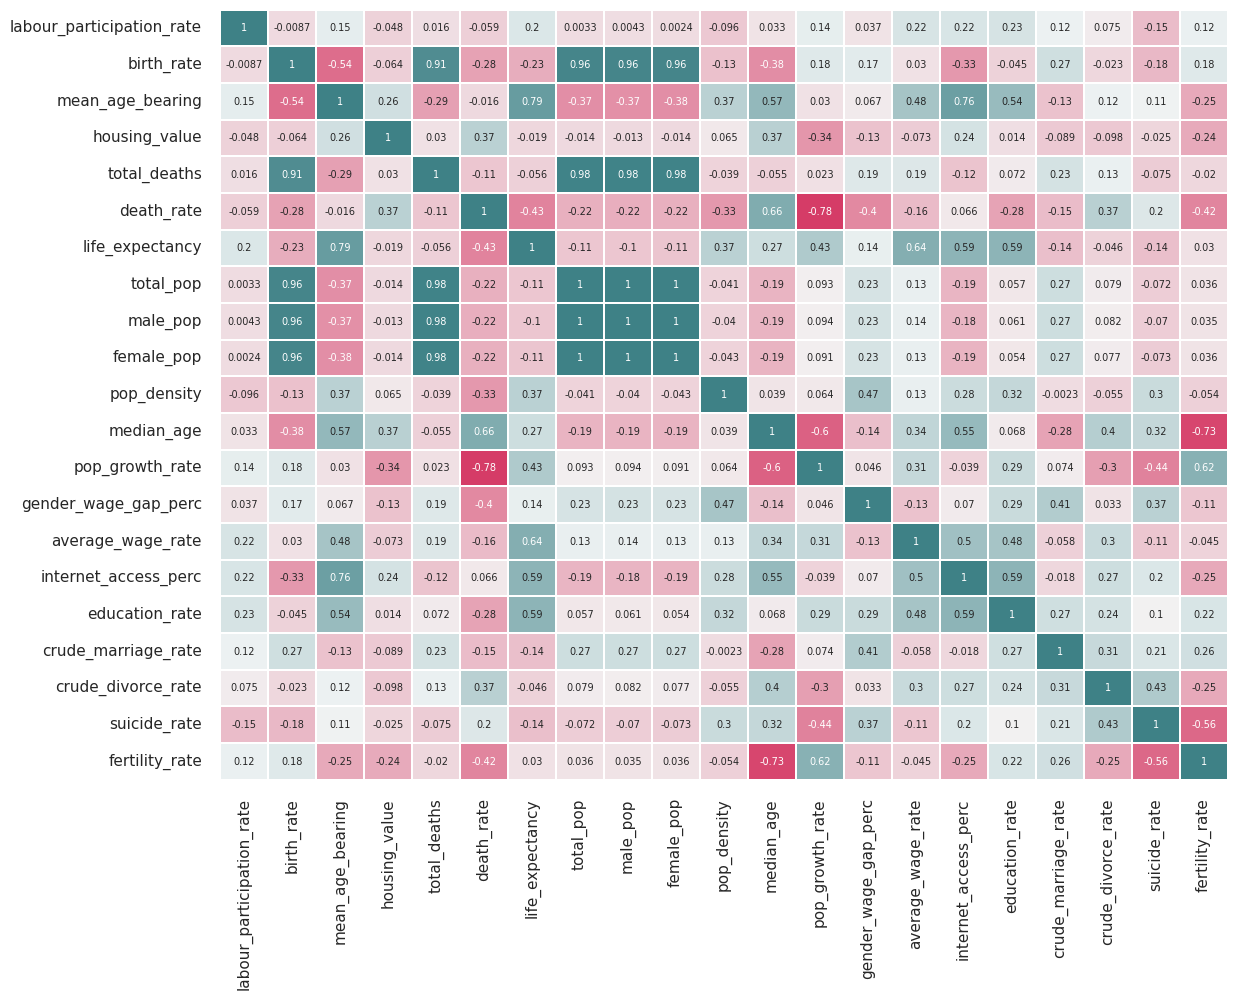 labour_participation_rate 1 -0.0087 0.15 -0.048 0.016 -0.059 0.2 0.0033 0.0043 0.0024 -0.096 0.033 0.14 0.037 0.22 0.22 0.23 0.12 0.075 -0.15 0.12
birth_rate -0.0087 1 -0.54 -0.064 0.91 -0.28 -0.23 0.96 0.96 0.96 -0.13 -0.38 0.18 0.17 0.03 -0.33 -0.045 0.27 -0.023 -0.18 0.18
mean_age_bearing 0.15 -0.54 1 0.26 -0.29 -0.016 0.79 -0.37 -0.37 -0.38 0.37 0.57 0.03 0.067 0.48 0.76 0.54 -0.13 0.12 0.11 -0.25
housing_value -0.048 -0.064 0.26 1 0.03 0.37 -0.019 -0.014 -0.013 -0.014 0.065 0.37 -0.34 -0.13 -0.073 0.24 0.014 -0.089 -0.098 -0.025 -0.24
total_deaths 0.016 0.91 -0.29 0.03 1 -0.11 -0.056 0.98 0.98 0.98 -0.039 -0.055 0.023 0.19 0.19 -0.12 0.072 0.23 0.13 -0.075 -0.02
death_rate -0.059 -0.28 -0.016 0.37 -0.11 1 -0.43 -0.22 -0.22 -0.22 -0.33 0.66 -0.78 -0.4 -0.16 0.066 -0.28 -0.15 0.37 0.2 -0.42
life_expectancy 0.2 -0.23 0.79 -0.019 -0.056 -0.43 1 -0.11 -0.1 -0.11 0.37 0.27 0.43 0.14 0.64 0.59 0.59 -0.14 -0.046 -0.14 0.03
total_pop 0.0033 0.96 -0.37 -0.014 0.98 -0.22 -0.11 1 1 1 -0.041 -0.19 0.093 0.23 0.13 -0.19 0.057 0.27 0.079 -0.072 0.036
male_pop 0.0043 0.96 -0.37 -0.013 0.98 -0.22 -0.1 1 1 1 -0.04 -0.19 0.094 0.23 0.14 -0.18 0.061 0.27 0.082 -0.07 0.035
female_pop 0.0024 0.96 -0.38 -0.014 0.98 -0.22 -0.11 1 1 1 -0.043 -0.19 0.091 0.23 0.13 -0.19 0.054 0.27 0.077 -0.073 0.036
pop_density -0.096 -0.13 0.37 0.065 -0.039 -0.33 0.37 -0.041 -0.04 -0.043 1 0.039 0.064 0.47 0.13 0.28 0.32 -0.0023 -0.055 0.3 -0.054
median_age 0.033 -0.38 0.57 0.37 -0.055 0.66 0.27 -0.19 -0.19 -0.19 0.039 1 -0.6 -0.14 0.34 0.55 0.068 -0.28 0.4 0.32 -0.73
pop_growth_rate 0.14 0.18 0.03 -0.34 0.023 -0.78 0.43 0.093 0.094 0.091 0.064 -0.6 1 0.046 0.31 -0.039 0.29 0.074 -0.3 -0.44 0.62
gender_wage_gap_perc 0.037 0.17 0.067 -0.13 0.19 -0.4 0.14 0.23 0.23 0.23 0.47 -0.14 0.046 1 -0.13 0.07 0.29 0.41 0.033 0.37 -0.11
average_wage_rate 0.22 0.03 0.48 -0.073 0.19 -0.16 0.64 0.13 0.14 0.13 0.13 0.34 0.31 -0.13 1 0.5 0.48 -0.058 0.3 -0.11 -0.045
internet_access_perc 0.22 -0.33 0.76 0.24 -0.12 0.066 0.59 -0.19 -0.18 -0.19 0.28 0.55 -0.039 0.07 0.5 1 0.59 -0.018 0.27 0.2 -0.25
education_rate 0.23 -0.045 0.54 0.014 0.072 -0.28 0.59 0.057 0.061 0.054 0.32 0.068 0.29 0.29 0.48 0.59 1 0.27 0.24 0.1 0.22
crude_marriage_rate 0.12 0.27 -0.13 -0.089 0.23 -0.15 -0.14 0.27 0.27 0.27 -0.0023 -0.28 0.074 0.41 -0.058 -0.018 0.27 1 0.31 0.21 0.26
crude_divorce_rate 0.075 -0.023 0.12 -0.098 0.13 0.37 -0.046 0.079 0.082 0.077 -0.055 0.4 -0.3 0.033 0.3 0.27 0.24 0.31 1 0.43 -0.25
suicide_rate -0.15 -0.18 0.11 -0.025 -0.075 0.2 -0.14 -0.072 -0.07 -0.073 0.3 0.32 -0.44 0.37 -0.11 0.2 0.1 0.21 0.43 1 -0.56
fertility_rate 0.12 0.18 -0.25 -0.24 -0.02 -0.42 0.03 0.036 0.035 0.036 -0.054 -0.73 0.62 -0.11 -0.045 -0.25 0.22 0.26 -0.25 -0.56 1
labour_participation_rate
birth_rate
mean_age_bearing
housing_value
total_deaths
death_rate
life_expectancy
total_pop
male_pop
female_pop
pop_density
median_age
pop_growth_rate
gender_wage_gap_perc
average_wage_rate
internet_access_perc
education_rate
crude_marriage_rate
crude_divorce_rate
suicide_rate
fertility_rate